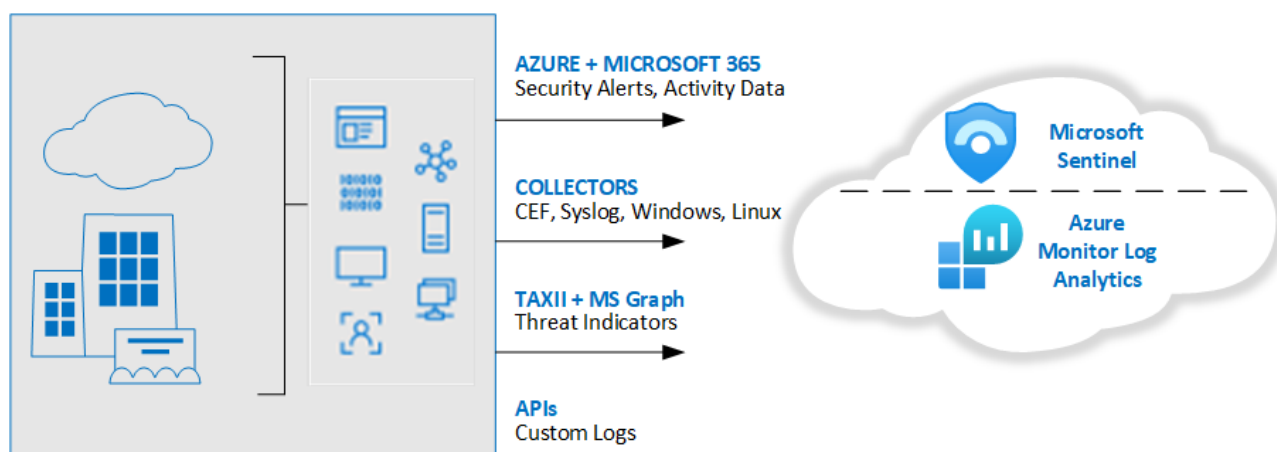 AZURE + MICROSOFT 365
Security Alerts, Activity Data
COLLECTORS
CEF, Syslog, Windows, Linux
TAXII + MS Graph
Threat Indicators
APIs
Custom Logs
Microsoft
Sentinel
Azure
Monitor Log
Analytics